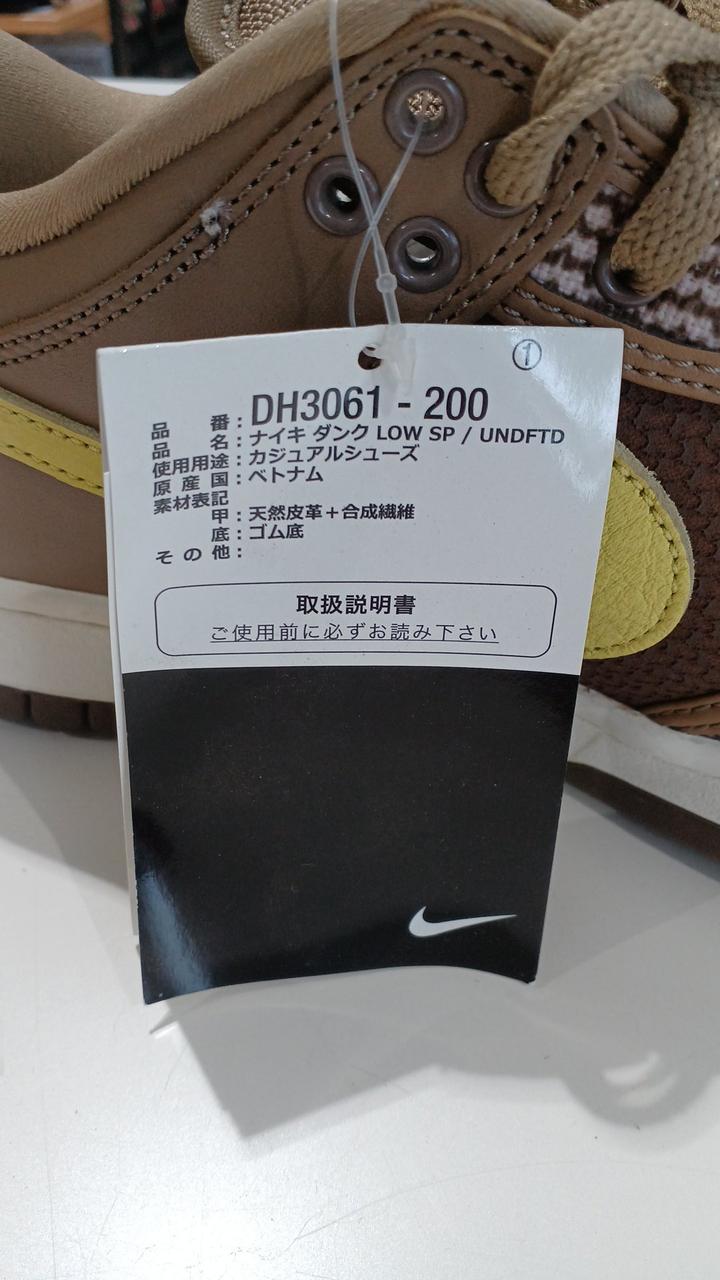 ①
品番：DH3061 - 200
品名：ナイキ ダンク LOW SP / UNDFTD
使用用途：カジュアルシューズ
原産国：ベトナム
素材表記
甲：天然皮革＋合成繊維
底：ゴム底
その他：
取扱説明書
ご使用前に必ずお読み下さい